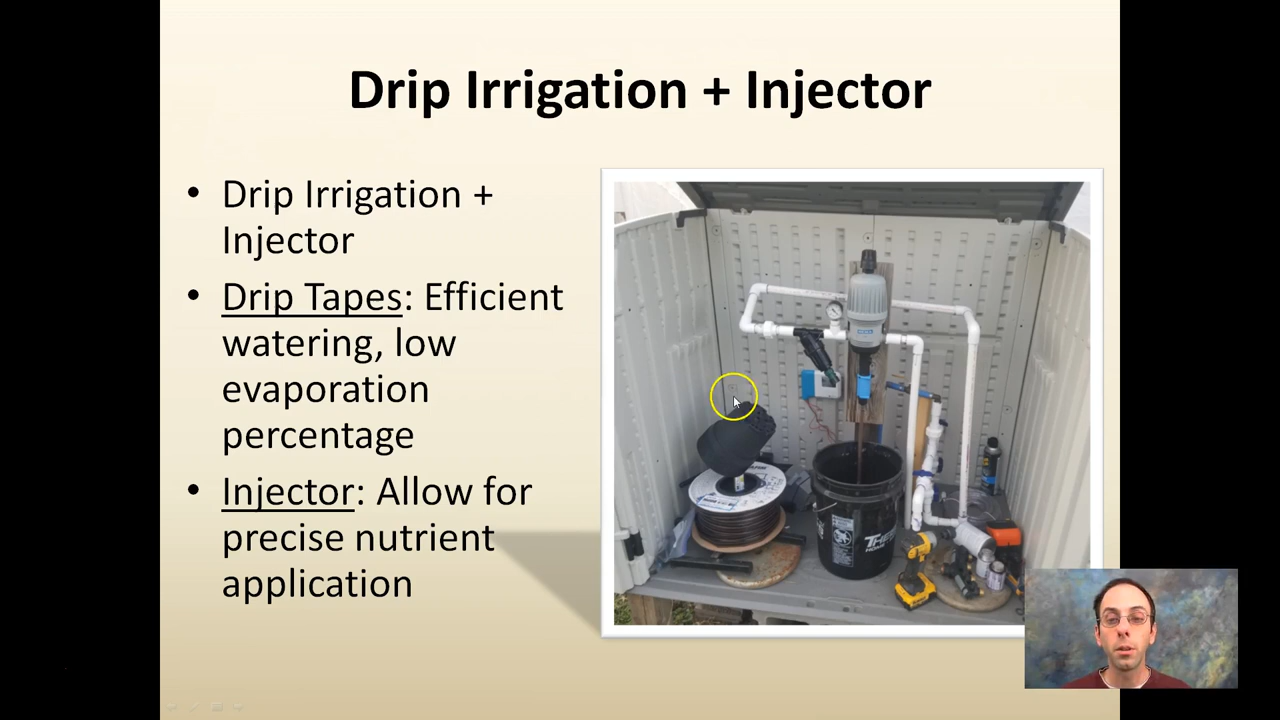 Drip Irrigation + Injector
• Drip Irrigation +
Injector
• Drip Tapes: Efficient
watering, low
evaporation
percentage
• Injector: Allow for
precise nutrient
application